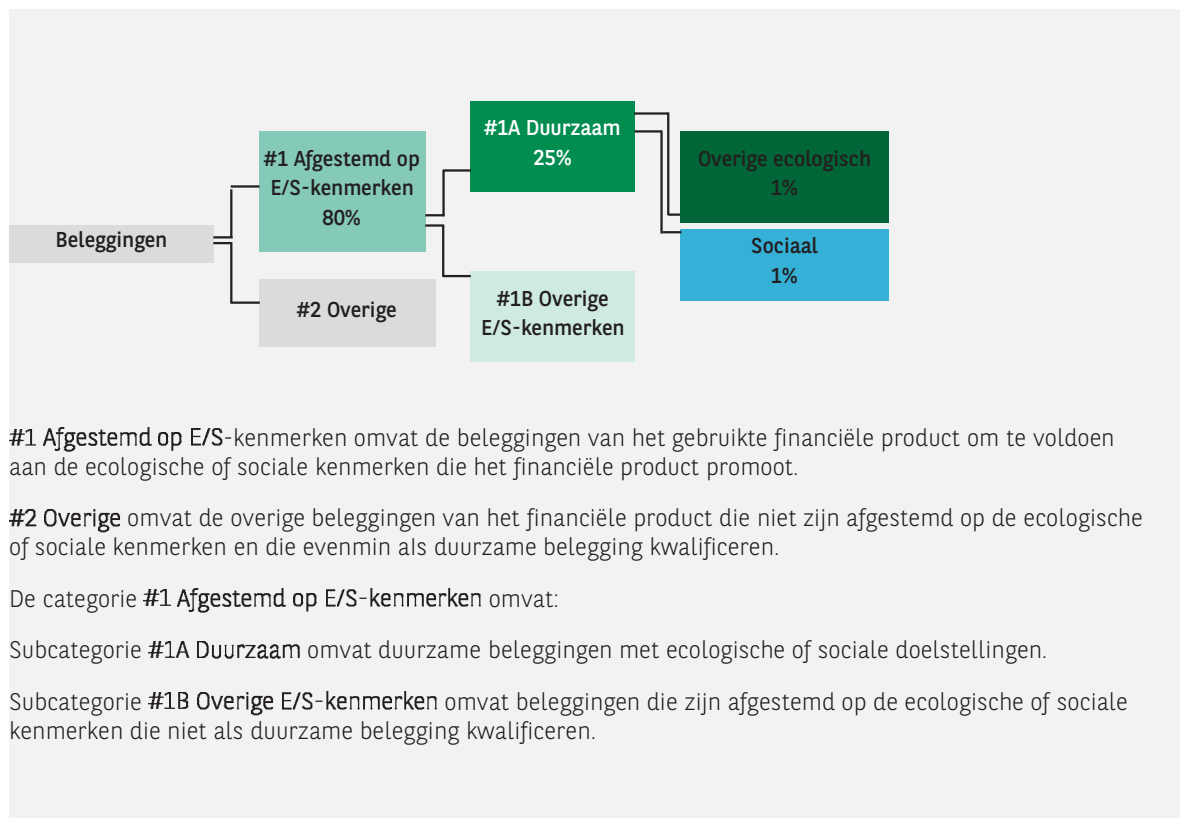 #1A Duurzaam
25%
#1 Afgestemd op
E/S-kenmerken
80%
Overige ecologisch
1%
Beleggingen
Sociaal
1%
#2 Overige
#1B Overige
E/S-kenmerken
#1 Afgestemd op E/S-kenmerken omvat de beleggingen van het gebruikte financiële product om te voldoen
aan de ecologische of sociale kenmerken die het financiële product promoot.
#2 Overige omvat de overige beleggingen van het financiële product die niet zijn afgestemd op de ecologische
of sociale kenmerken en die evenmin als duurzame belegging kwalificeren.
De categorie #1 Afgestemd op E/S-kenmerken omvat:
Subcategorie #1A Duurzaam omvat duurzame beleggingen met ecologische of sociale doelstellingen.
Subcategorie #1B Overige E/S-kenmerken omvat beleggingen die zijn afgestemd op de ecologische of sociale
kenmerken die niet als duurzame belegging kwalificeren.